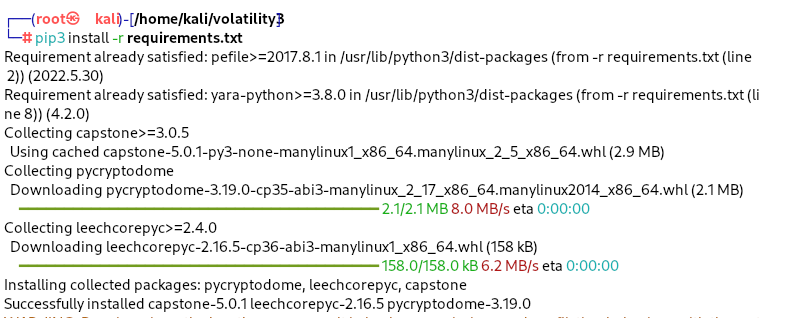 ┌──(root㉿kali)-[/home/kali/volatility3]
└─# pip3 install -r requirements.txt
Requirement already satisfied: pefile>=2017.8.1 in /usr/lib/python3/dist-packages (from -r requirements.txt (line
2)) (2022.5.30)
Requirement already satisfied: yara-python>=3.8.0 in /usr/lib/python3/dist-packages (from -r requirements.txt (li
ne 8)) (4.2.0)
Collecting capstone>=3.0.5
Using cached capstone-5.0.1-py3-none-manylinux1_x86_64.manylinux_2_5_x86_64.whl (2.9 MB)
Collecting pycryptodome
Downloading pycryptodome-3.19.0-cp35-abi3-manylinux_2_17_x86_64.manylinux2014_x86_64.whl (2.1 MB)
2.1/2.1 MB 8.0 MB/s eta 0:00:00
Collecting leechcorepyc>=2.4.0
Downloading leechcorepyc-2.16.5-cp36-abi3-manylinux1_x86_64.whl (158 kB)
158.0/158.0 kB 6.2 MB/s eta 0:00:00
Installing collected packages: pycryptodome, leechcorepyc, capstone
Successfully installed capstone-5.0.1 leechcorepyc-2.16.5 pycryptodome-3.19.0